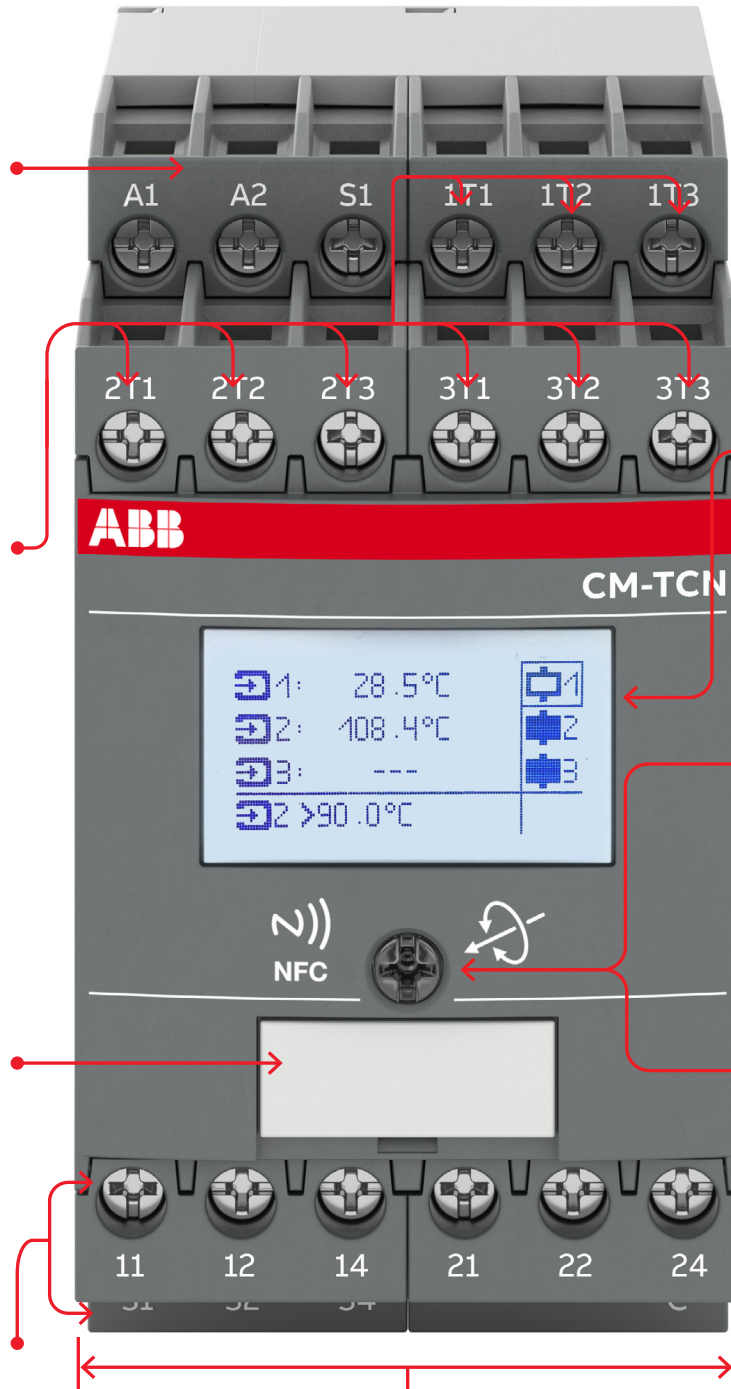 A1 A2 S1 1T1 1T2 1T3
2T1 2T2 2T3 3T1 3T2 3T3
ABB
CM-TCN
1: 28.5°C 1
2: 108.4°C 2
3: --- 3
2 >90.0°C
NFC
11 12 14 21 22 24